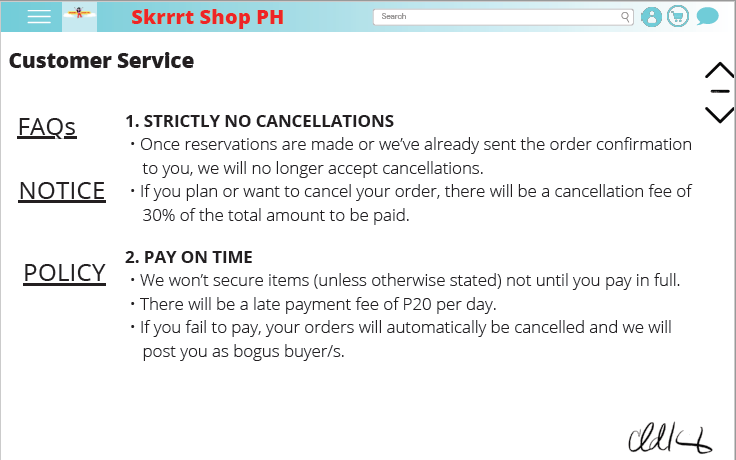 Skrrrt Shop PH
Search
Customer Service
FAQs
NOTICE
POLICY
1. STRICTLY NO CANCELLATIONS
• Once reservations are made or we’ve already sent the order confirmation
to you, we will no longer accept cancellations.
• If you plan or want to cancel your order, there will be a cancellation fee of
30% of the total amount to be paid.
2. PAY ON TIME
• We won’t secure items (unless otherwise stated) not until you pay in full.
• There will be a late payment fee of P20 per day.
• If you fail to pay, your orders will automatically be cancelled and we will
post you as bogus buyer/s.